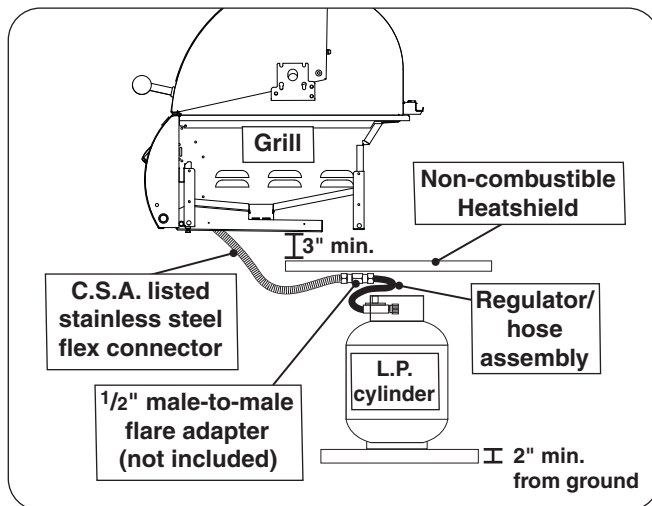 Grill
Non-combustible
Heatshield
3" min.
C.S.A. listed
stainless steel
flex connector
Regulator/
hose
assembly
L.P.
cylinder
1/2" male-to-male
flare adapter
(not included)
2" min.
from ground